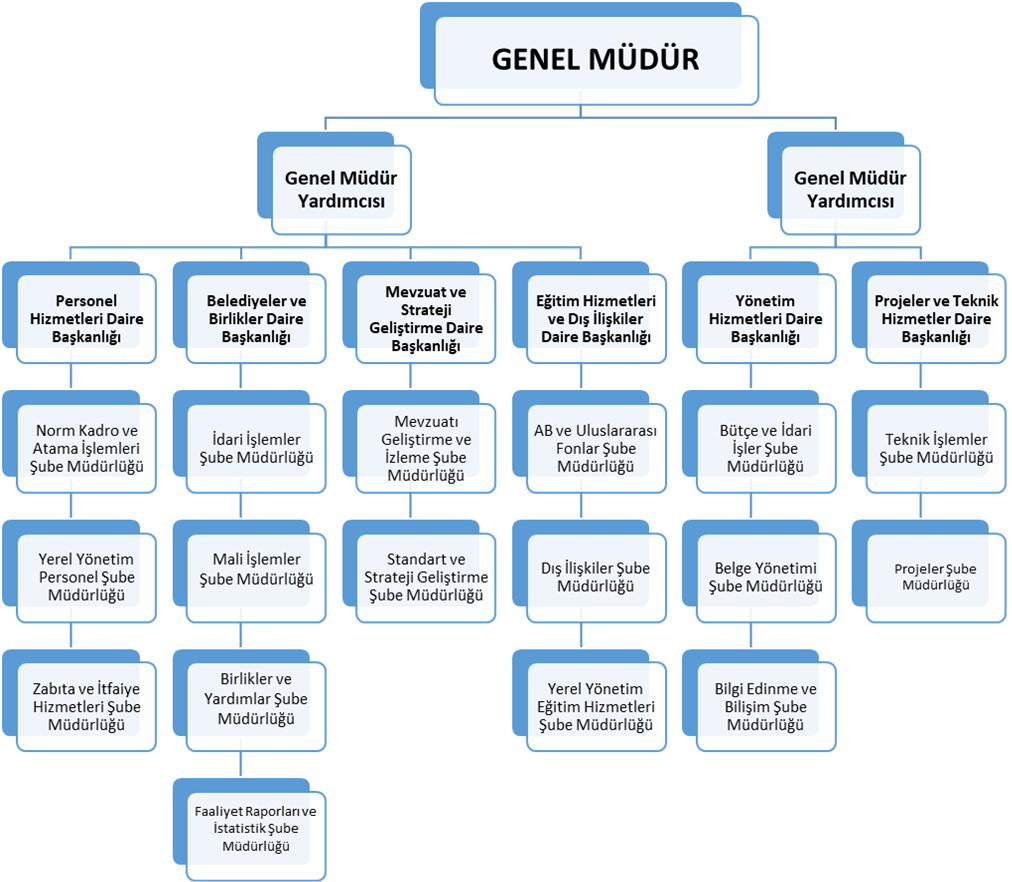 GENEL MÜDÜR
Genel Müdür
Yardımcısı
Genel Müdür
Yardımcısı
Personel
Hizmetleri Daire
Başkanlığı
Belediyeler ve
Birlikler Daire
Başkanlığı
Mevzuat ve
Strateji
Geliştirme Daire
Başkanlığı
Eğitim Hizmetleri
ve Dış İlişkiler
Daire Başkanlığı
Yönetim
Hizmetleri Daire
Başkanlığı
Projeler ve Teknik
Hizmetler Daire
Başkanlığı
Norm Kadro ve
Atama İşlemleri
Şube Müdürlüğü
İdari İşlemler
Şube Müdürlüğü
Mevzuatı
Geliştirme ve
İzleme Şube
Müdürlüğü
AB ve Uluslararası
Fonlar Şube
Müdürlüğü
Bütçe ve İdari
İşler Şube
Müdürlüğü
Teknik İşlemler
Şube Müdürlüğü
Yerel Yönetim
Personel Şube
Müdürlüğü
Mali İşlemler
Şube Müdürlüğü
Standart ve
Strateji Geliştirme
Şube Müdürlüğü
Dış İlişkiler Şube
Müdürlüğü
Belge Yönetimi
Şube Müdürlüğü
Projeler Şube
Müdürlüğü
Zabıta ve İtfaiye
Hizmetleri Şube
Müdürlüğü
Birlikler ve
Yardımlar Şube
Müdürlüğü
Yerel Yönetim
Eğitim Hizmetleri
Şube Müdürlüğü
Bilgi Edinme ve
Bilişim Şube
Müdürlüğü
Faaliyet Raporları ve
İstatistik Şube
Müdürlüğü